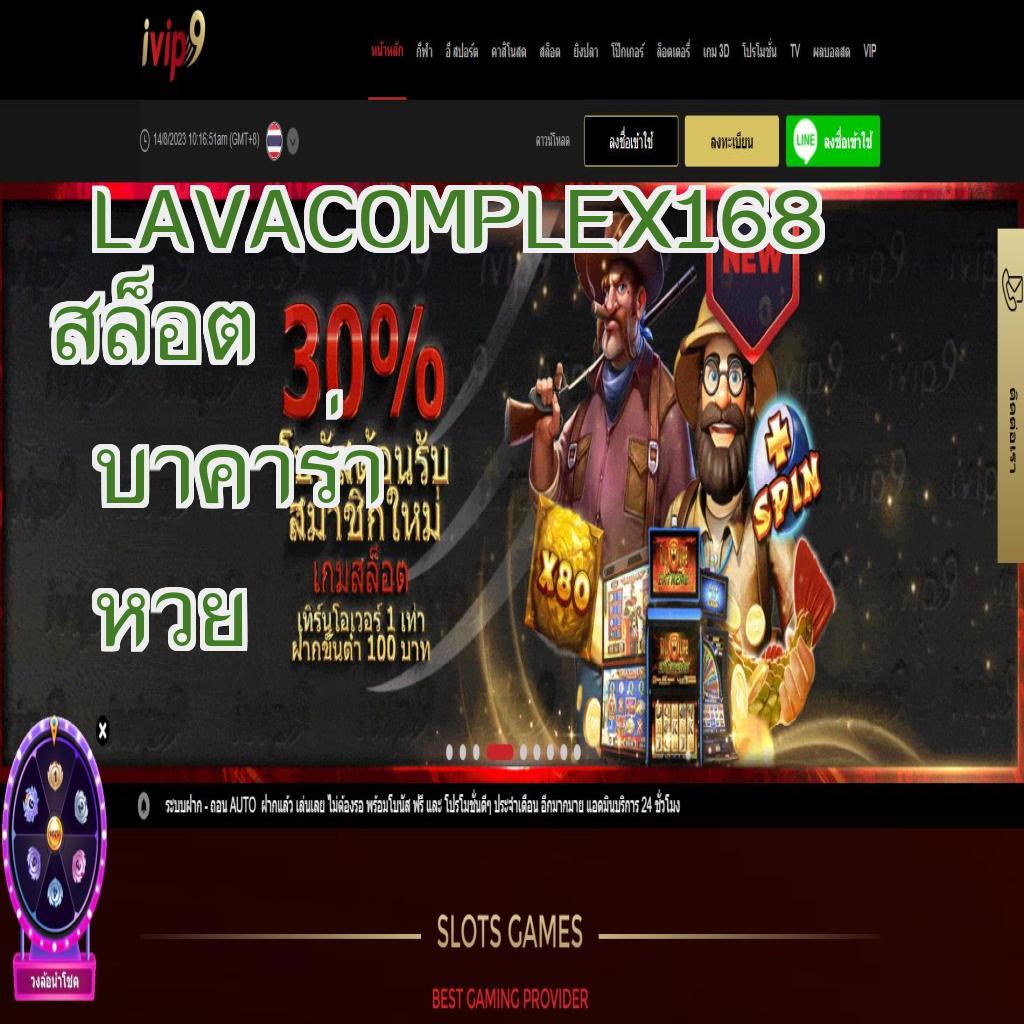 ivip9
หน้าหลัก กีฬา อีสปอร์ต คาสิโนสด สล็อต ยิงปลา โป๊กเกอร์ ล็อตเตอรี่ เกม 3D โปรโมชั่น TV ผลบอลสด VIP
14/8/2023 10:16:51am (GMT+8)
ดาวน์โหลด ลงชื่อเข้าใช้ ลงทะเบียน LINE ลงชื่อเข้าใช้
LAVACOMPLEX168
NEW
สล็อต
30%
บาคาร่า
สมาชิกใหม่
เกมสล็อต
หวย
เทิร์นโอเวอร์ 1 เท่า
ฝากขั้นต่ำ 100 บาท
+ SPIN
X80
EXTREME
ติดต่อเรา
X
ระบบฝาก - ถอน AUTO ฝากแล้ว เล่นเลย ไม่ต้องรอ พร้อมโบนัส ฟรี และ โปรโมชั่นดีๆ ประจำเดือน อีกมากมาย แอดมินบริการ 24 ชั่วโมง
SLOTS GAMES
วงล้อนำโชค
BEST GAMING PROVIDER